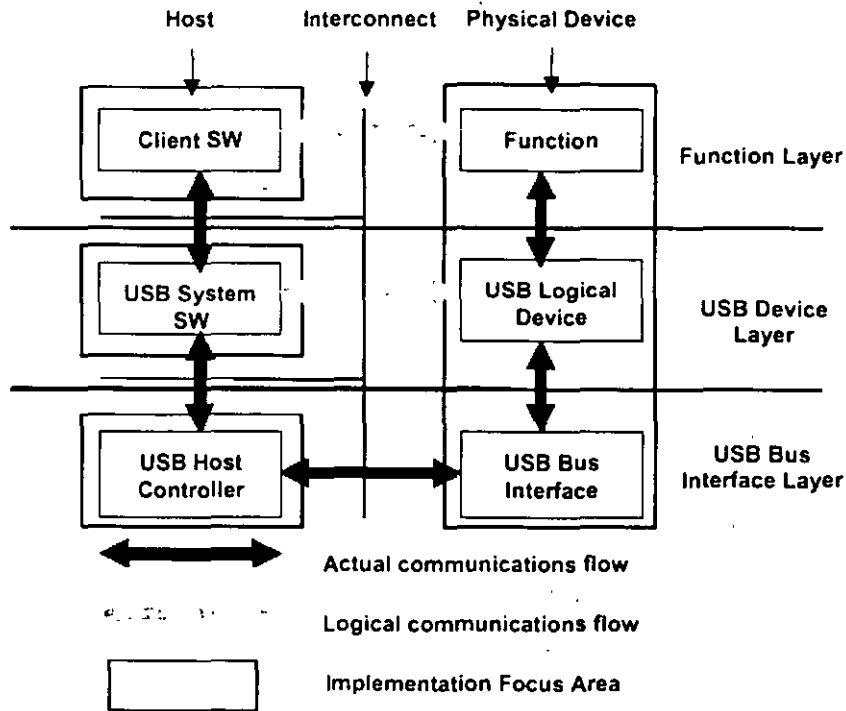 Host
Interconnect
Physical Device
Client SW
Function
Function Layer
USB System
SW
USB Logical
Device
USB Device
Layer
USB Host
Controller
USB Bus
Interface
USB Bus
Interface Layer
Actual communications flow
Logical communications flow
Implementation Focus Area